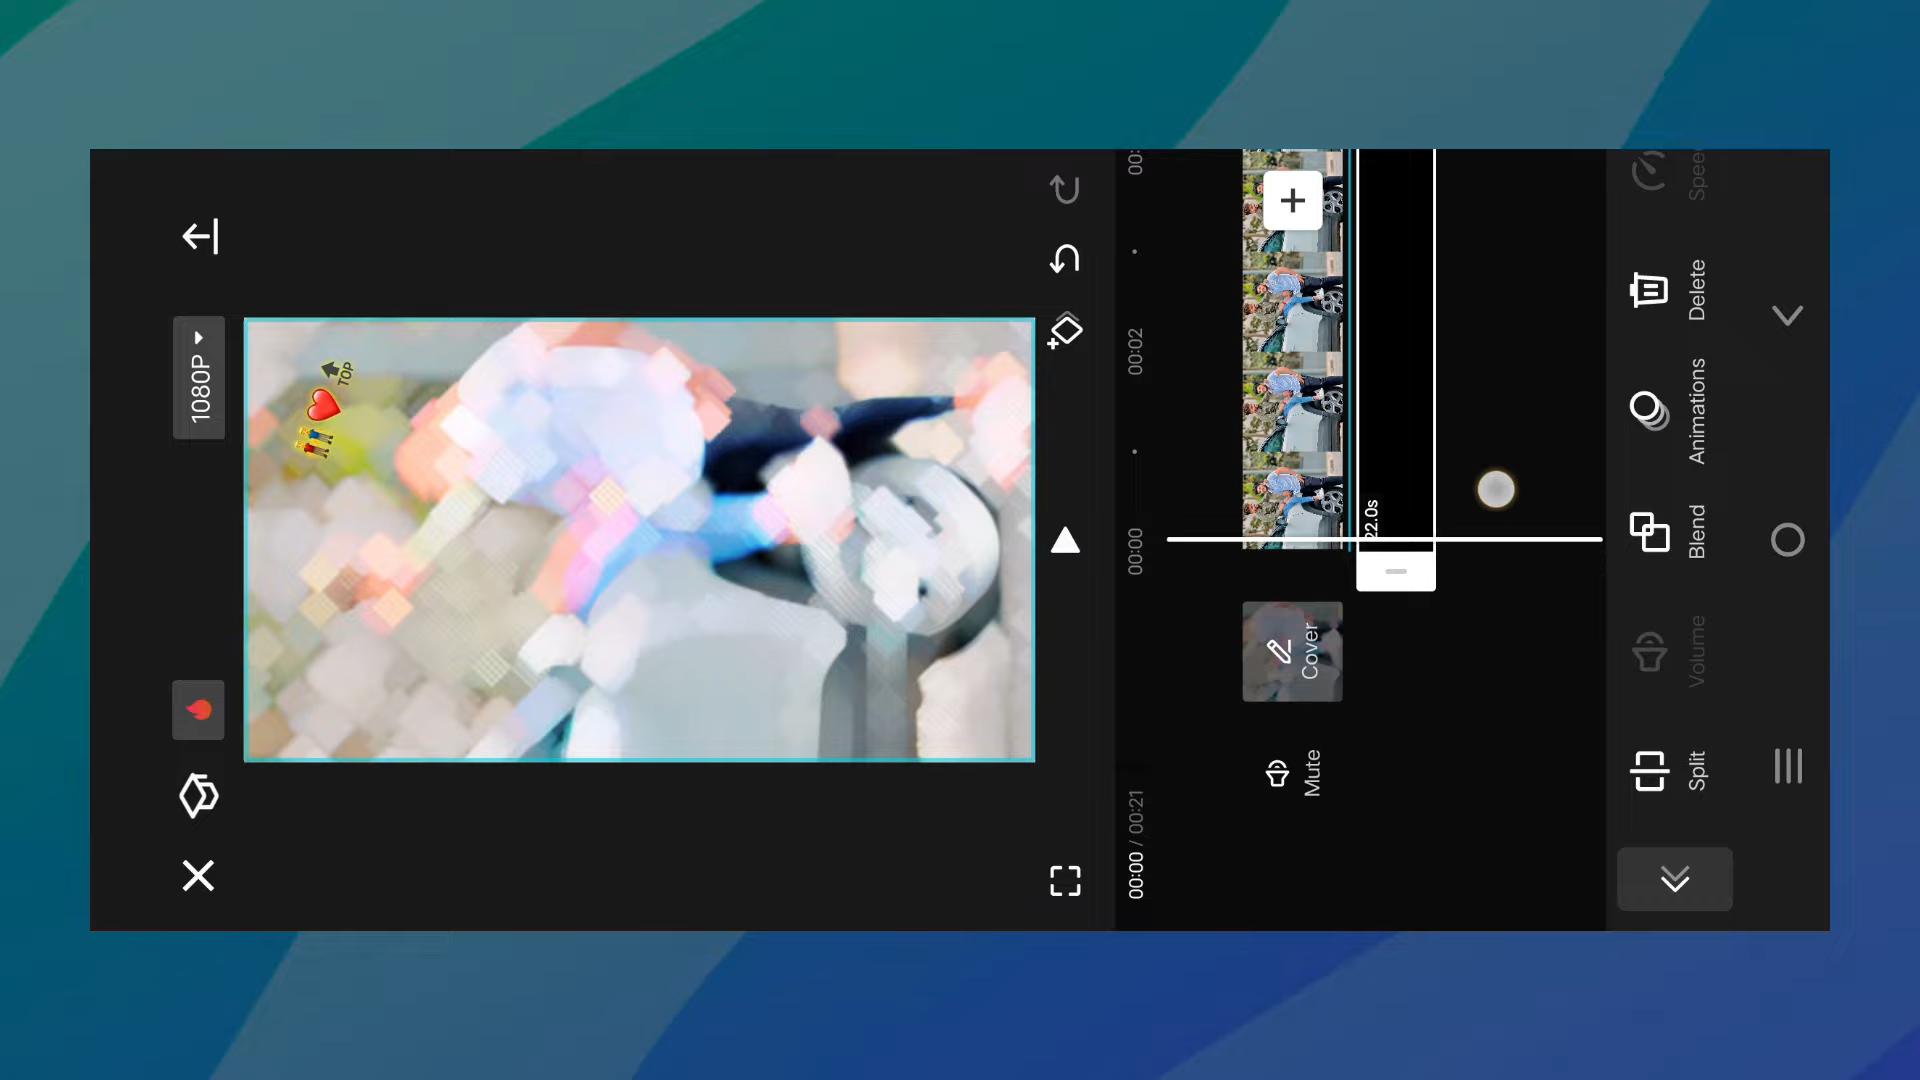 1080P
TOP
00:00 / 00:21
00:00
00:02
00:
Mute
Cover
22.0s
Split
Volume
Blend
Animations
Delete
Spee